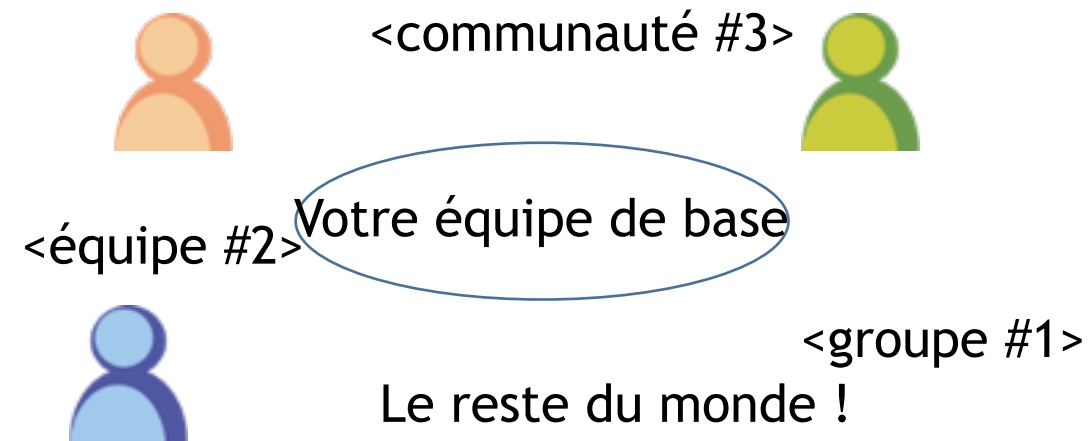 <communauté #3>
Votre équipe de base
<équipe #2>
<groupe #1>
Le reste du monde !